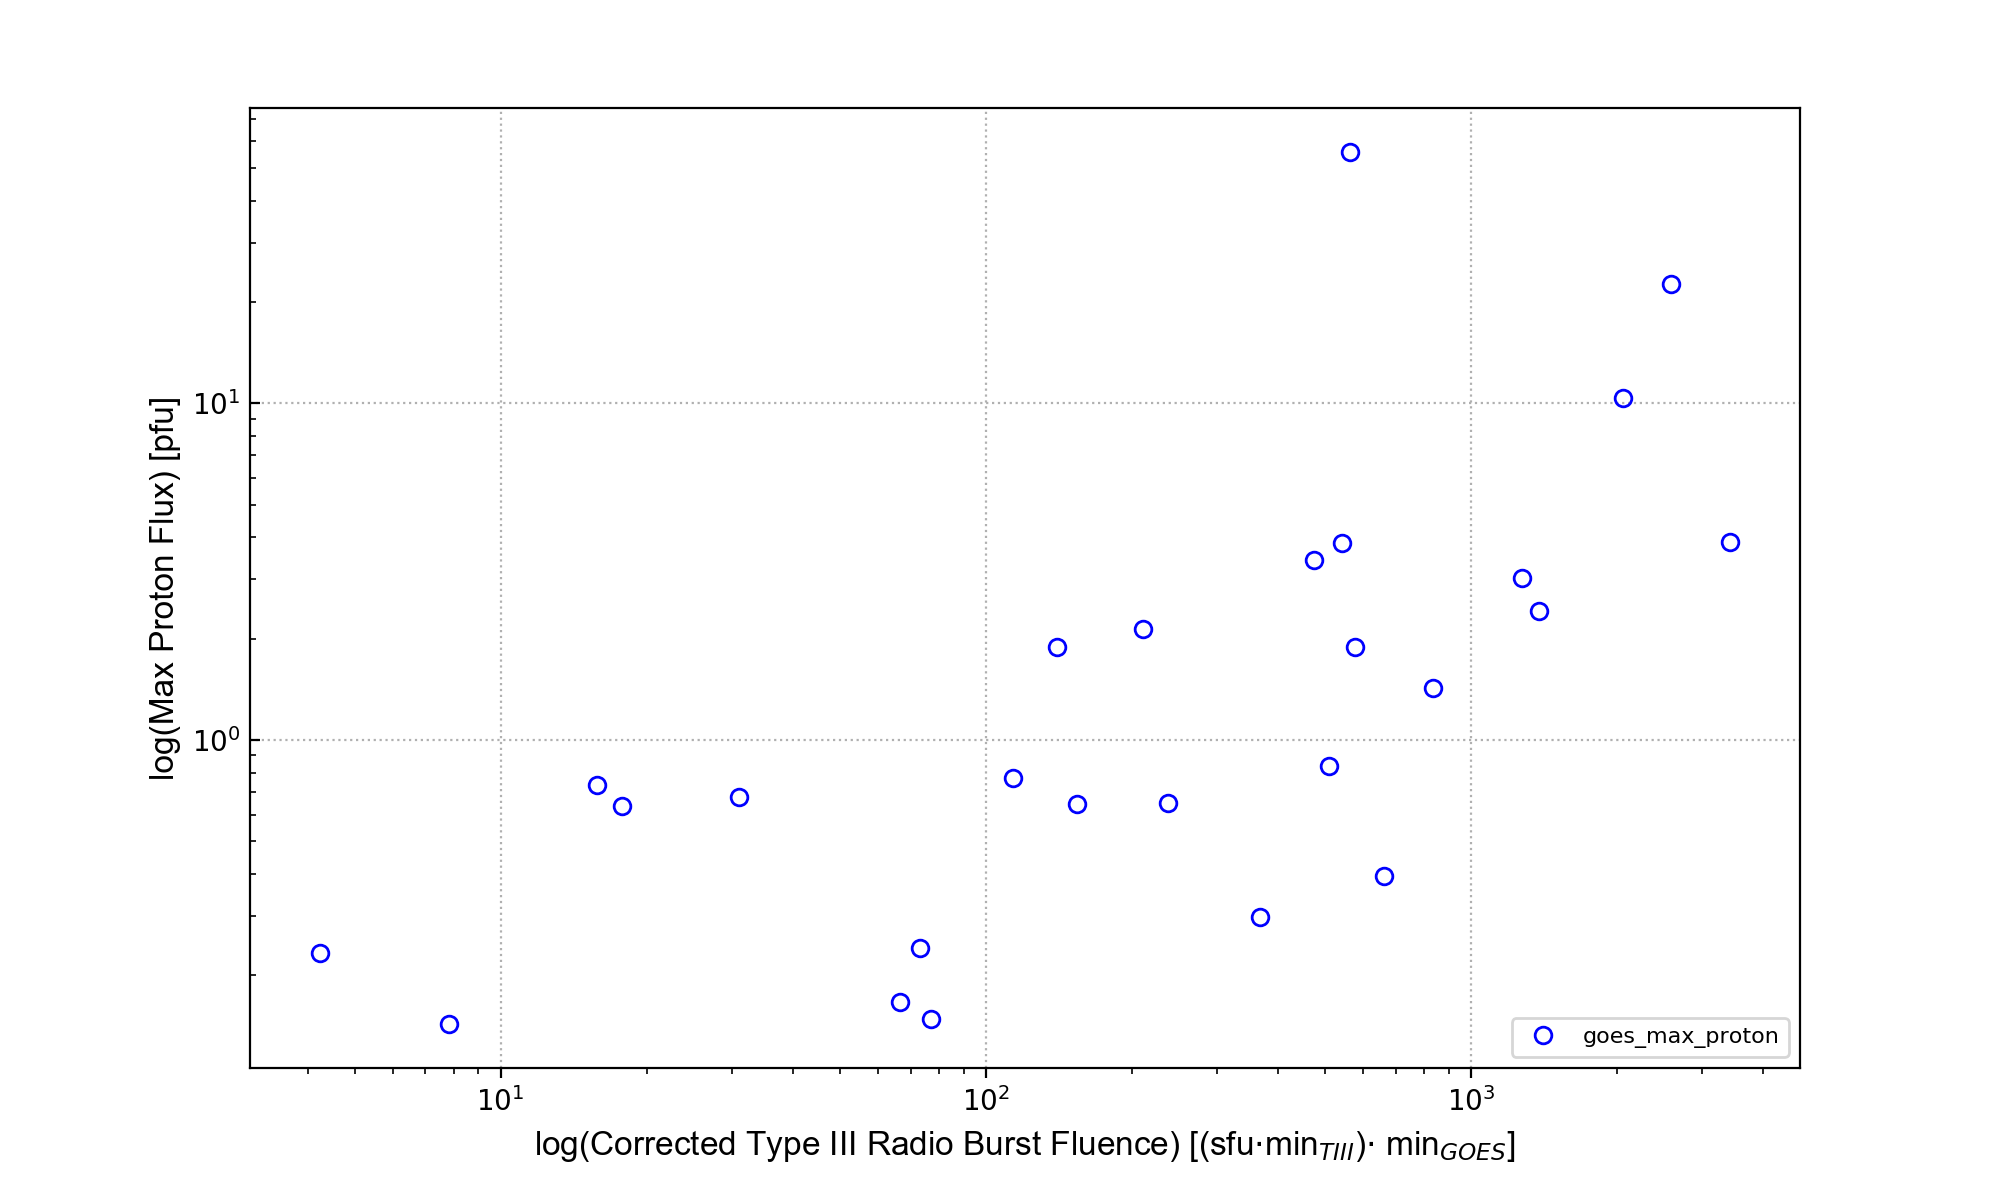 log(Max Proton Flux) [pfu]
10¹
10⁰
goes_max_proton
10¹ 10² 10³
log(Corrected Type III Radio Burst Fluence) [(sfu·min_TIII)· min_GOES]